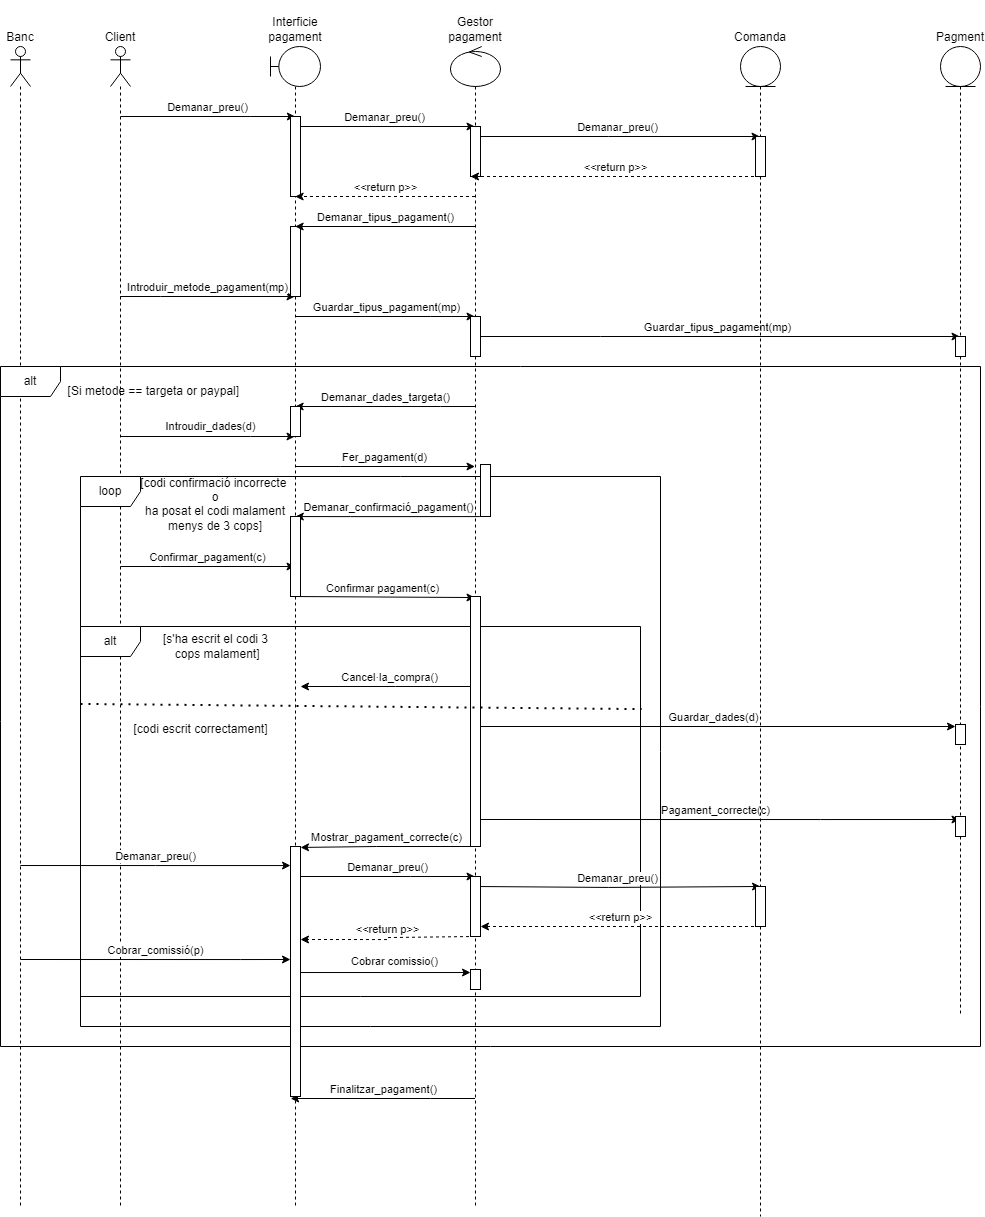 Banc
Client
Interfície
pagament
Gestor
pagament
Comanda
Pagment
Demanar_preu()
Demanar_preu()
Demanar_preu()
<<return p>>
<<return p>>
Demanar_tipus_pagament()
Introduir_metode_pagament(mp)
Guardar_tipus_pagament(mp)
Guardar_tipus_pagament(mp)
alt
[Si metode == targeta or paypal]
Demanar_dades_targeta()
Introudir_dades(d)
Fer_pagament(d)
loop
[codi confirmació incorrecte
o
ha posat el codi malament
menys de 3 cops]
Demanar_confirmació_pagament()
Confirmar_pagament(c)
Confirmar pagament(c)
alt
[s'ha escrit el codi 3
cops malament]
Cancel·la_compra()
Guardar_dades(d)
[codi escrit correctament]
Pagament_correcte(c)
Mostrar_pagament_correcte(c)
Demanar_preu()
Demanar_preu()
Demanar_preu()
<<return p>>
<<return p>>
Cobrar_comissió(p)
Cobrar comissio()
Finalitzar_pagament()